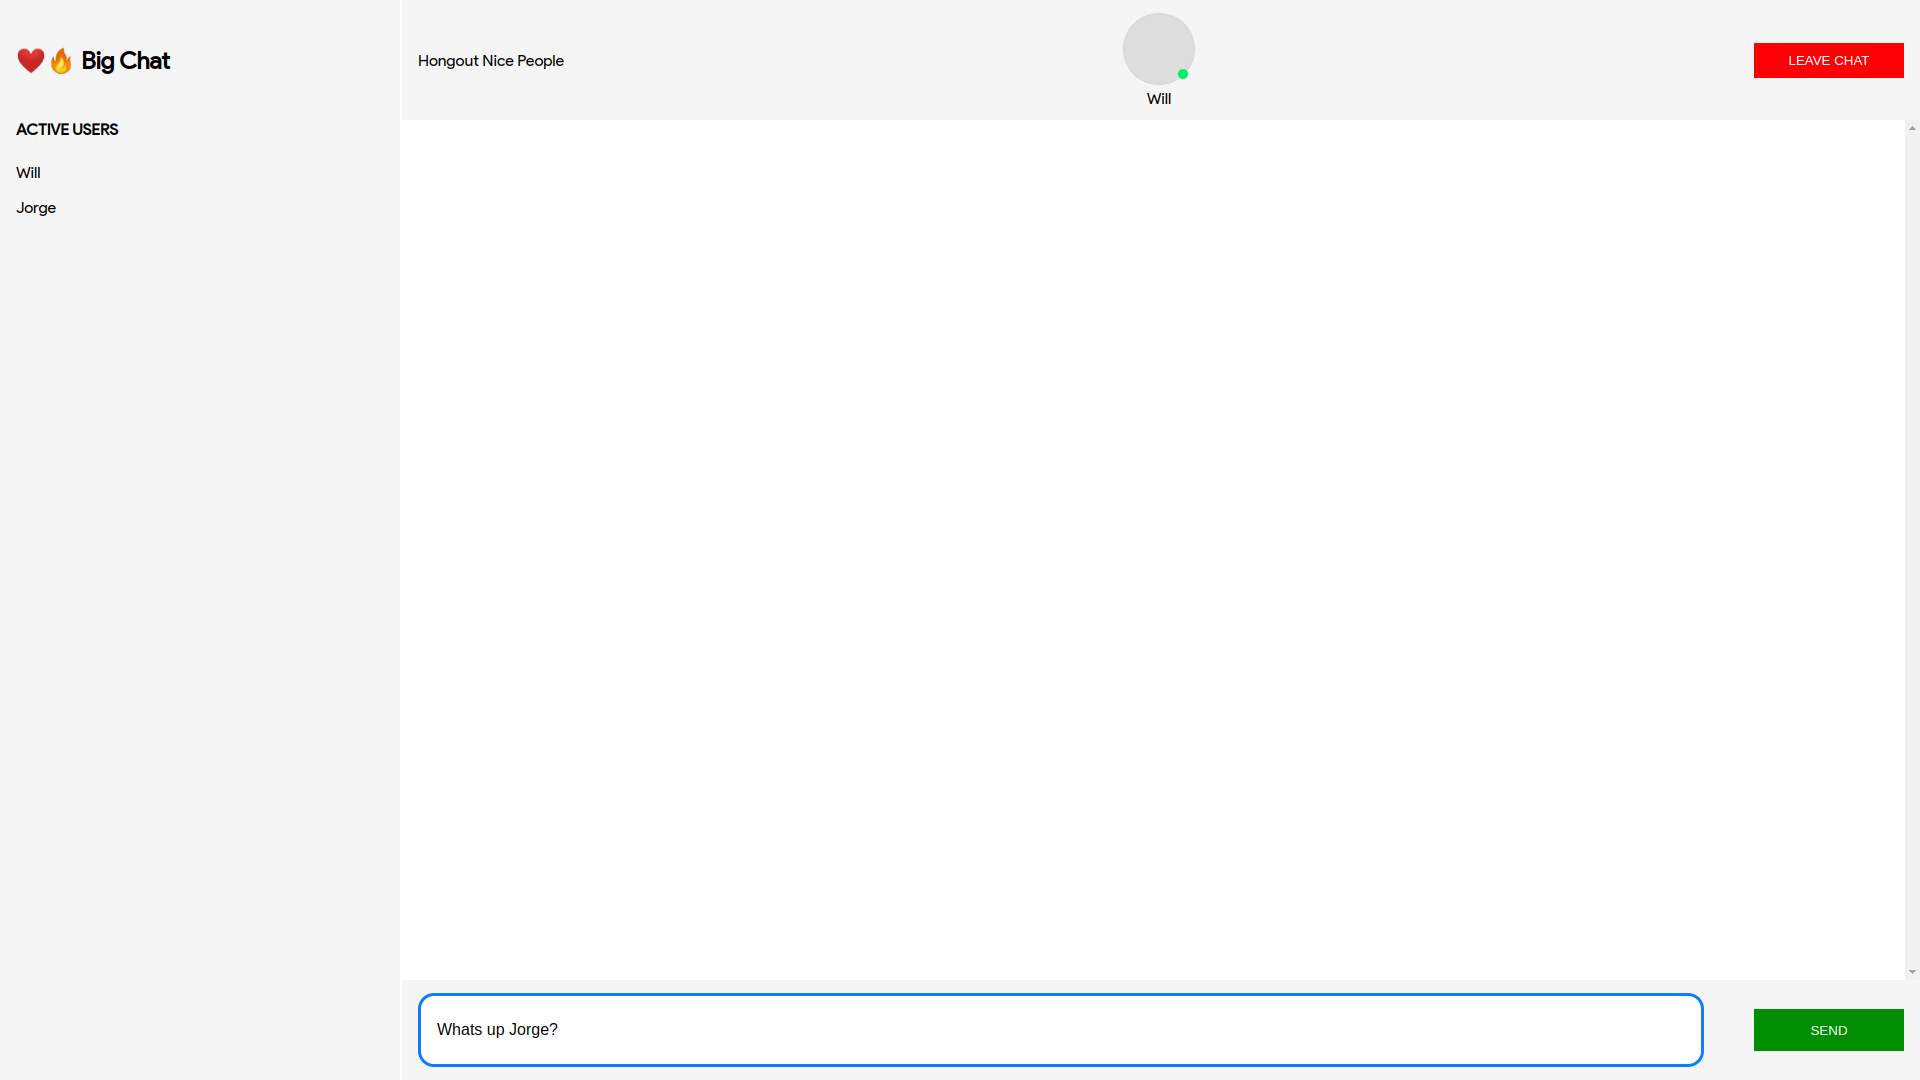 Big Chat
ACTIVE USERS
Will
Jorge
Hongout Nice People
Will
LEAVE CHAT
Whats up Jorge?
SEND